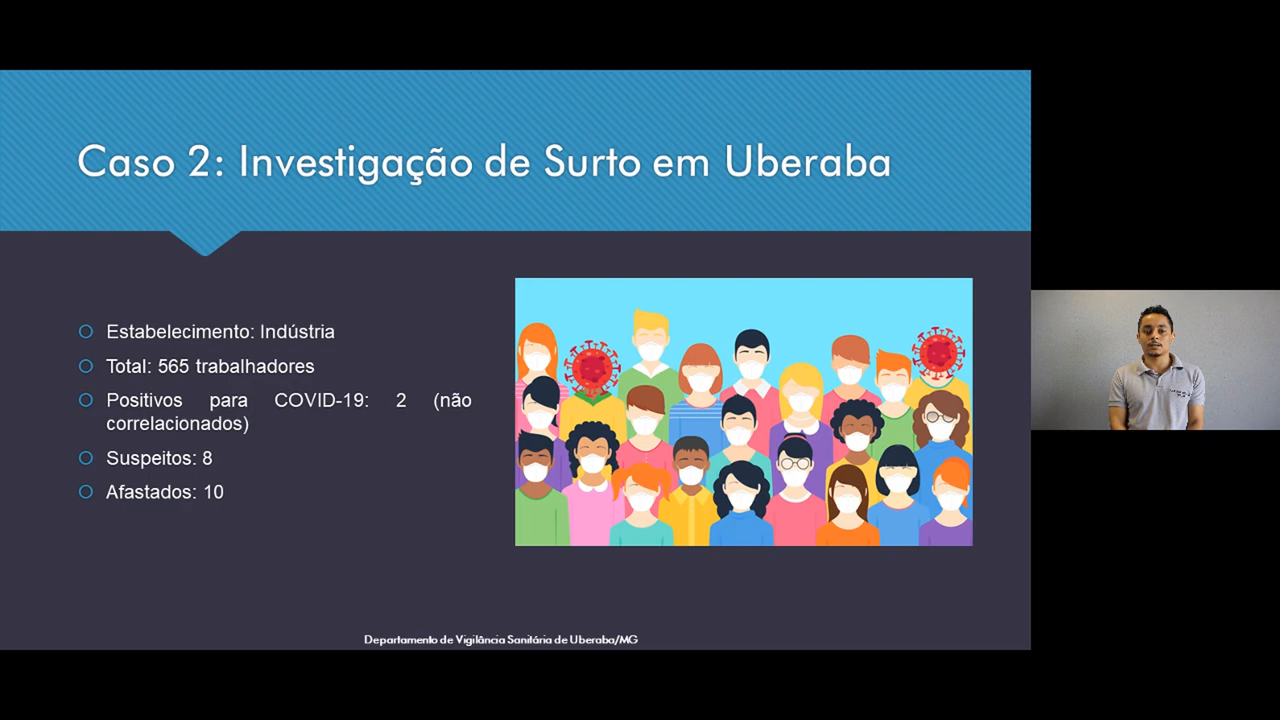 Caso 2: Investigação de Surto em Uberaba
Estabelecimento: Indústria
Total: 565 trabalhadores
Positivos para COVID-19: 2 (não
correlacionados)
Suspeitos: 8
Afastados: 10
Departamento de Vigilância Sanitária de Uberaba/MG